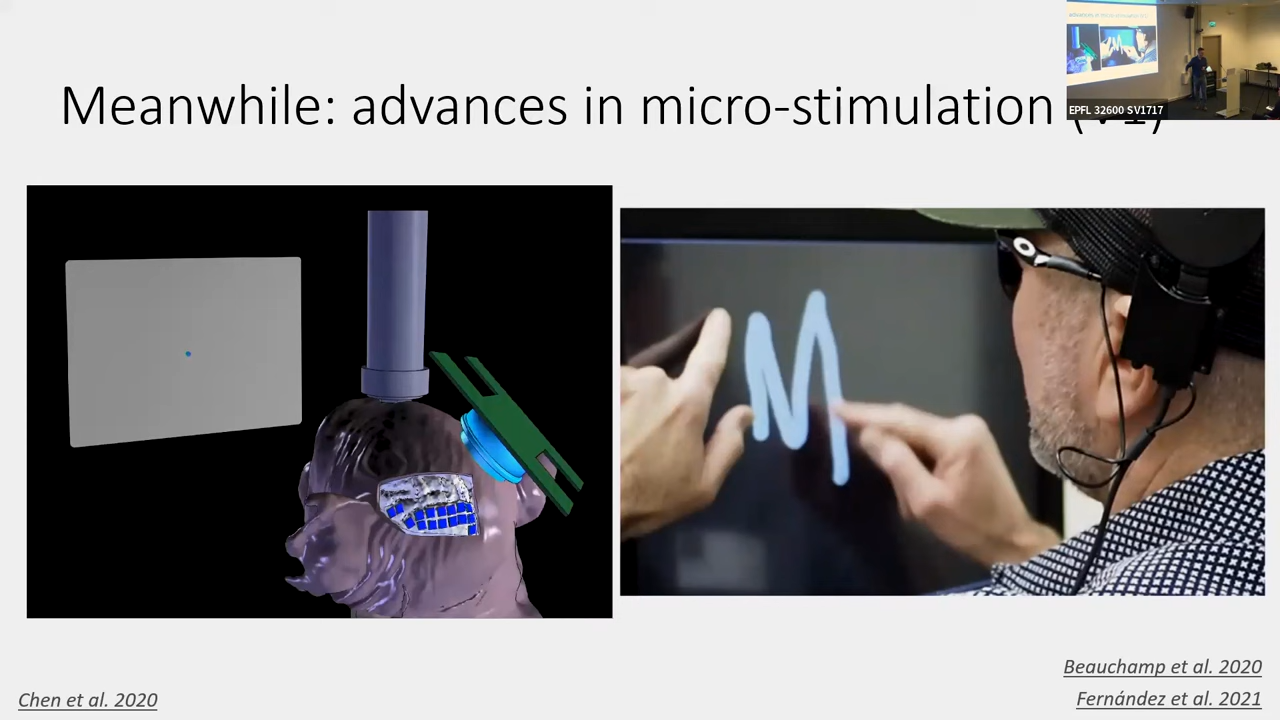 Meanwhile: advances in micro-stimulation
EPFL 32600 SV1717
M
Chen et al. 2020
Beauchamp et al. 2020
Fernández et al. 2021